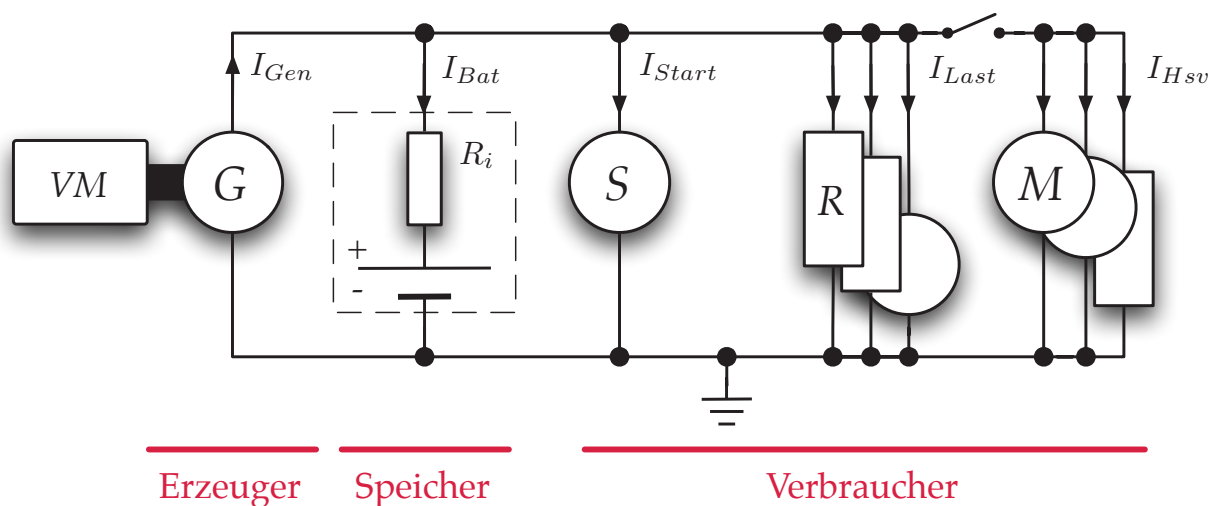 I_Gen I_Bat I_Start I_Last I_Hsv
R_i
VM G S R M
+
-
Erzeuger Speicher Verbraucher